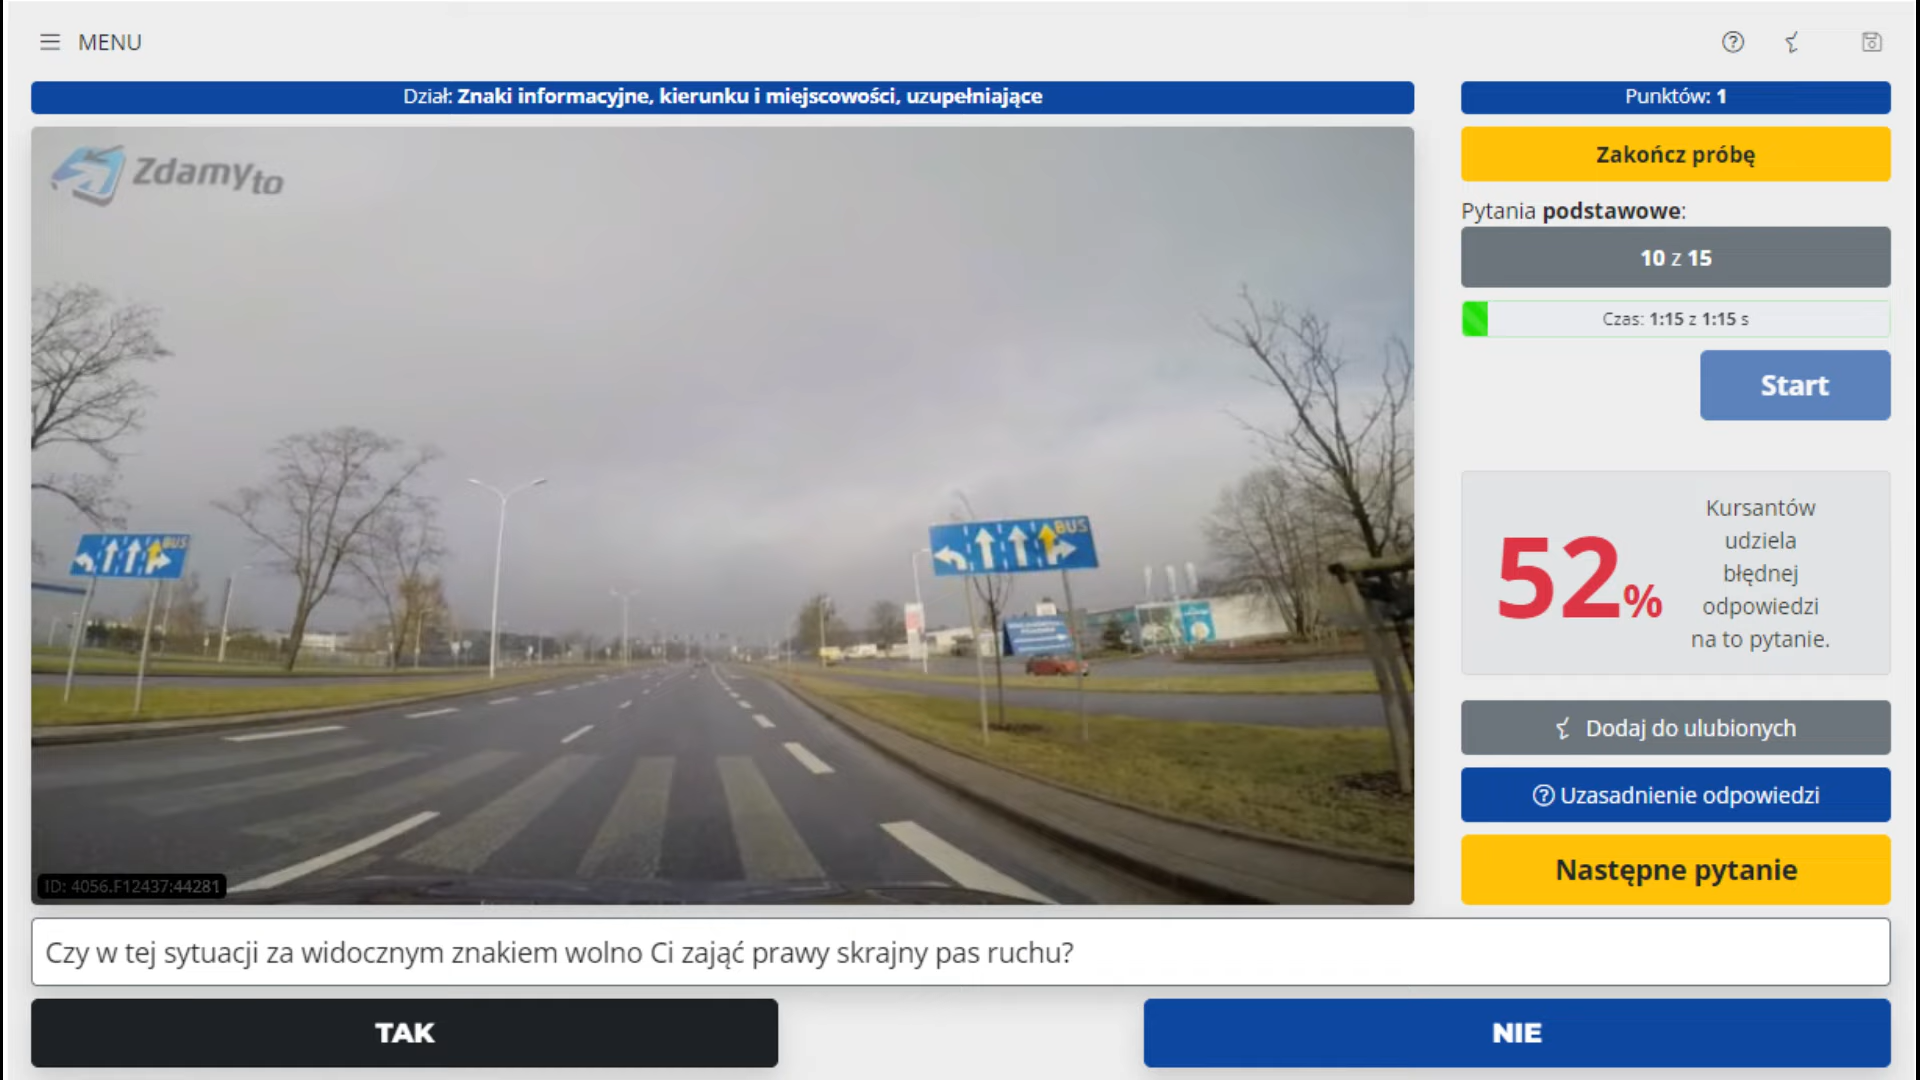 MENU
Dział: Znaki informacyjne, kierunku i miejscowości, uzupełniające
Punktów: 1
Zdamyto
Zakończ próbę
Pytania podstawowe:
10 z 15
Czas: 1:15 z 1:15 s
Start
BUS
BUS
52%
Kursantów
udziela
błędnej
odpowiedzi
na to pytanie.
Dodaj do ulubionych
Uzasadnienie odpowiedzi
Następne pytanie
ID: 4056.F12437:44281
Czy w tej sytuacji za widocznym znakiem wolno Ci zająć prawy skrajny pas ruchu?
TAK
NIE